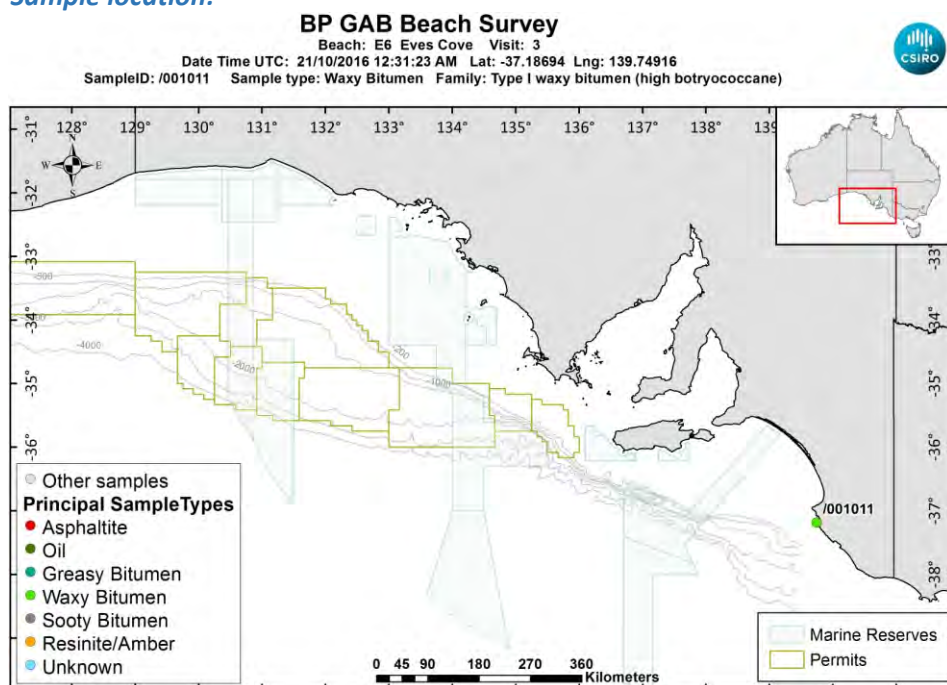 Sample location:
BP GAB Beach Survey
Beach: E6 Eves Cove Visit: 3
Date Time UTC: 21/10/2016 12:31:23 AM Lat: -37.18694 Lng: 139.74916
SampleID: /001011 Sample type: Waxy Bitumen Family: Type I waxy bitumen (high botryococcane)
CSIRO
128° 129° 130° 131° 132° 133° 134° 135° 136° 137° 138° 139
-31°
-32°
-33°
-34°
-35°
-36°
-37°
-38°
N
W E
S
-31°
-32°
-33°
-34°
-35°
-36°
-37°
-38°
-4000
-2000
-200
-1000
/001011
Other samples
Principal SampleTypes
Asphaltite
Oil
Greasy Bitumen
Waxy Bitumen
Sooty Bitumen
Resinite/Amber
Unknown
0 45 90 180 270 360
Kilometers
Marine Reserves
Permits